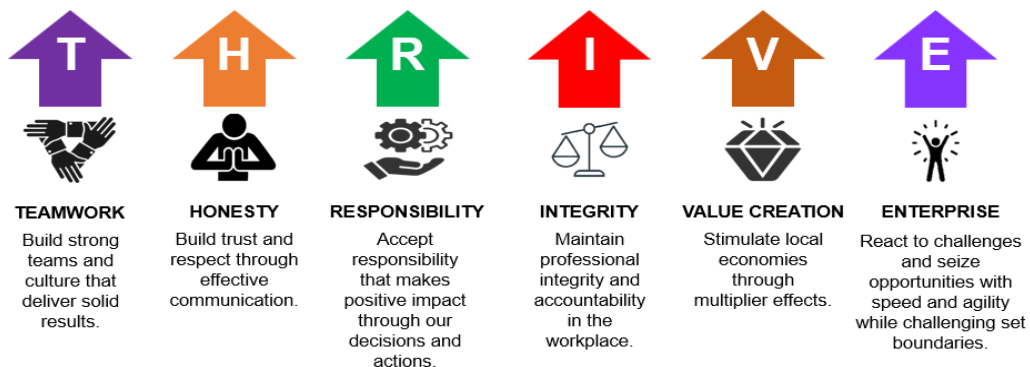 T
H
R
I
V
E
TEAMWORK
Build strong
teams and
culture that
deliver solid
results.
HONESTY
Build trust and
respect through
effective
communication.
RESPONSIBILITY
Accept
responsibility
that makes
positive impact
through our
decisions and
actions.
INTEGRITY
Maintain
professional
integrity and
accountability
in the
workplace.
VALUE CREATION
Stimulate local
economies
through
multiplier effects.
ENTERPRISE
React to challenges
and seize
opportunities with
speed and agility
while challenging set
boundaries.